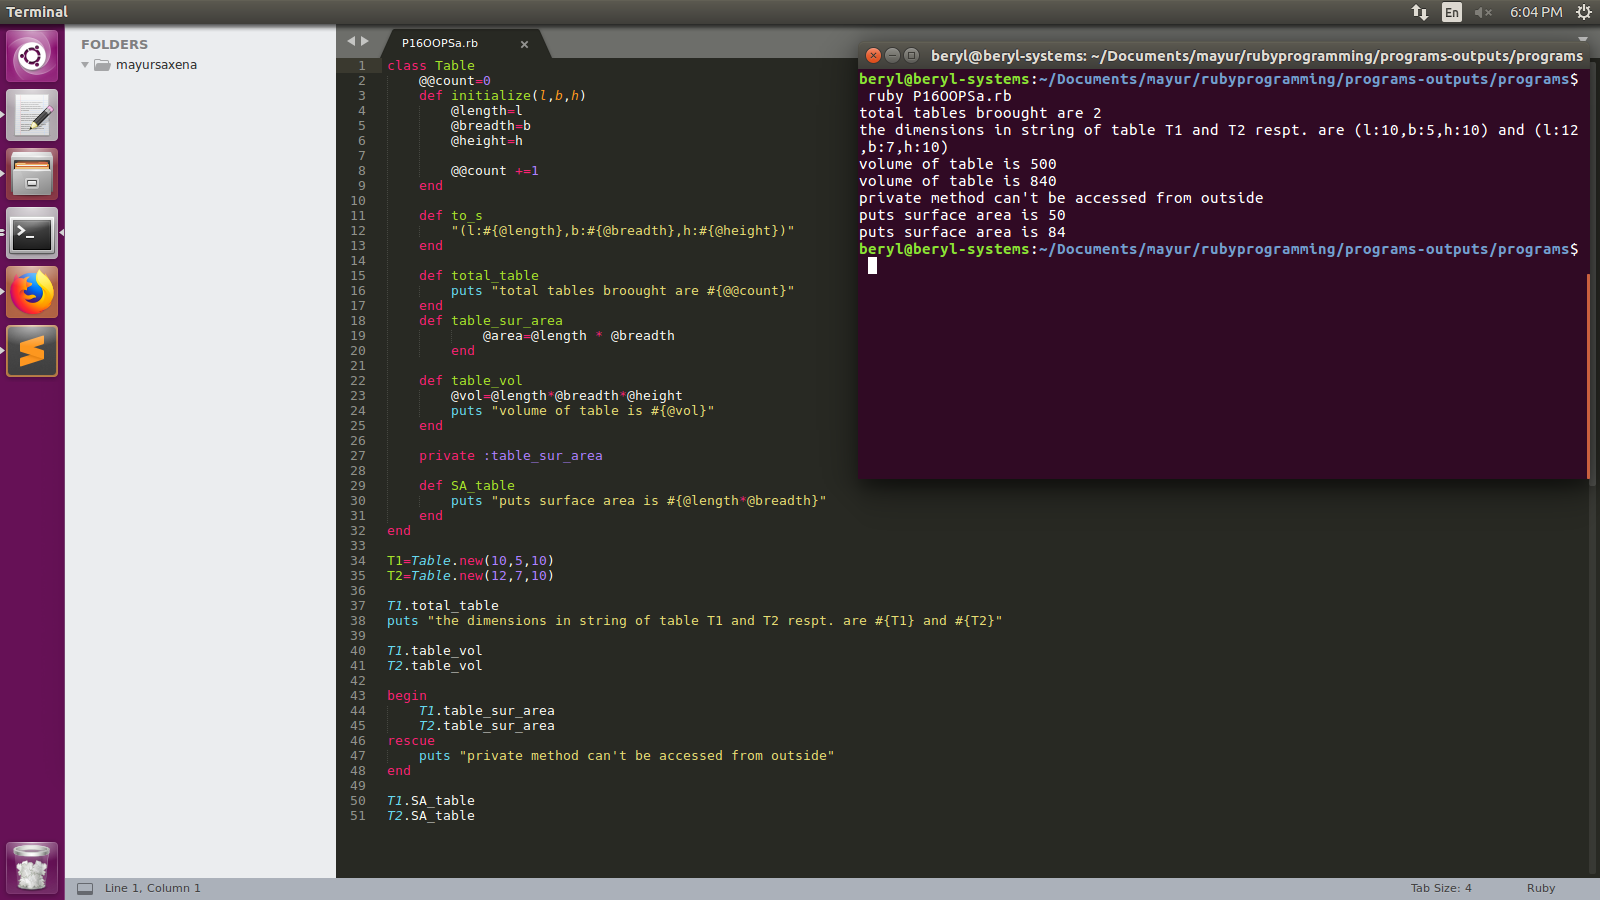 Terminal
En
6:04 PM
FOLDERS
mayursaxena
P16OOPSa.rb
1 class Table
2 @@count=0
3 def initialize(l,b,h)
4 @length=l
5 @breadth=b
6 @height=h
7
8 @@count +=1
9 end
10
11 def to_s
12 "(l:#{@length},b:#{@breadth},h:#{@height})"
13 end
14
15 def total_table
16 puts "total tables broought are #{@@count}"
17 end
18 def table_sur_area
19 @area=@length * @breadth
20 end
21
22 def table_vol
23 @vol=@length*@breadth*@height
24 puts "volume of table is #{@vol}"
25 end
26
27 private :table_sur_area
28
29 def SA_table
30 puts "puts surface area is #{@length*@breadth}"
31 end
32 end
33
34 T1=Table.new(10,5,10)
35 T2=Table.new(12,7,10)
36
37 T1.total_table
38 puts "the dimensions in string of table T1 and T2 respt. are #{T1} and #{T2}"
39
40 T1.table_vol
41 T2.table_vol
42
43 begin
44 T1.table_sur_area
45 T2.table_sur_area
46 rescue
47 puts "private method can't be accessed from outside"
48 end
49
50 T1.SA_table
51 T2.SA_table
beryl@beryl-systems: ~/Documents/mayur/rubyprogramming/programs-outputs/programs
beryl@beryl-systems:~/Documents/mayur/rubyprogramming/programs-outputs/programs$
ruby P16OOPSa.rb
total tables broought are 2
the dimensions in string of table T1 and T2 respt. are (l:10,b:5,h:10) and (l:12
,b:7,h:10)
volume of table is 500
volume of table is 840
private method can't be accessed from outside
puts surface area is 50
puts surface area is 84
beryl@beryl-systems:~/Documents/mayur/rubyprogramming/programs-outputs/programs$
Line 1, Column 1
Tab Size: 4
Ruby